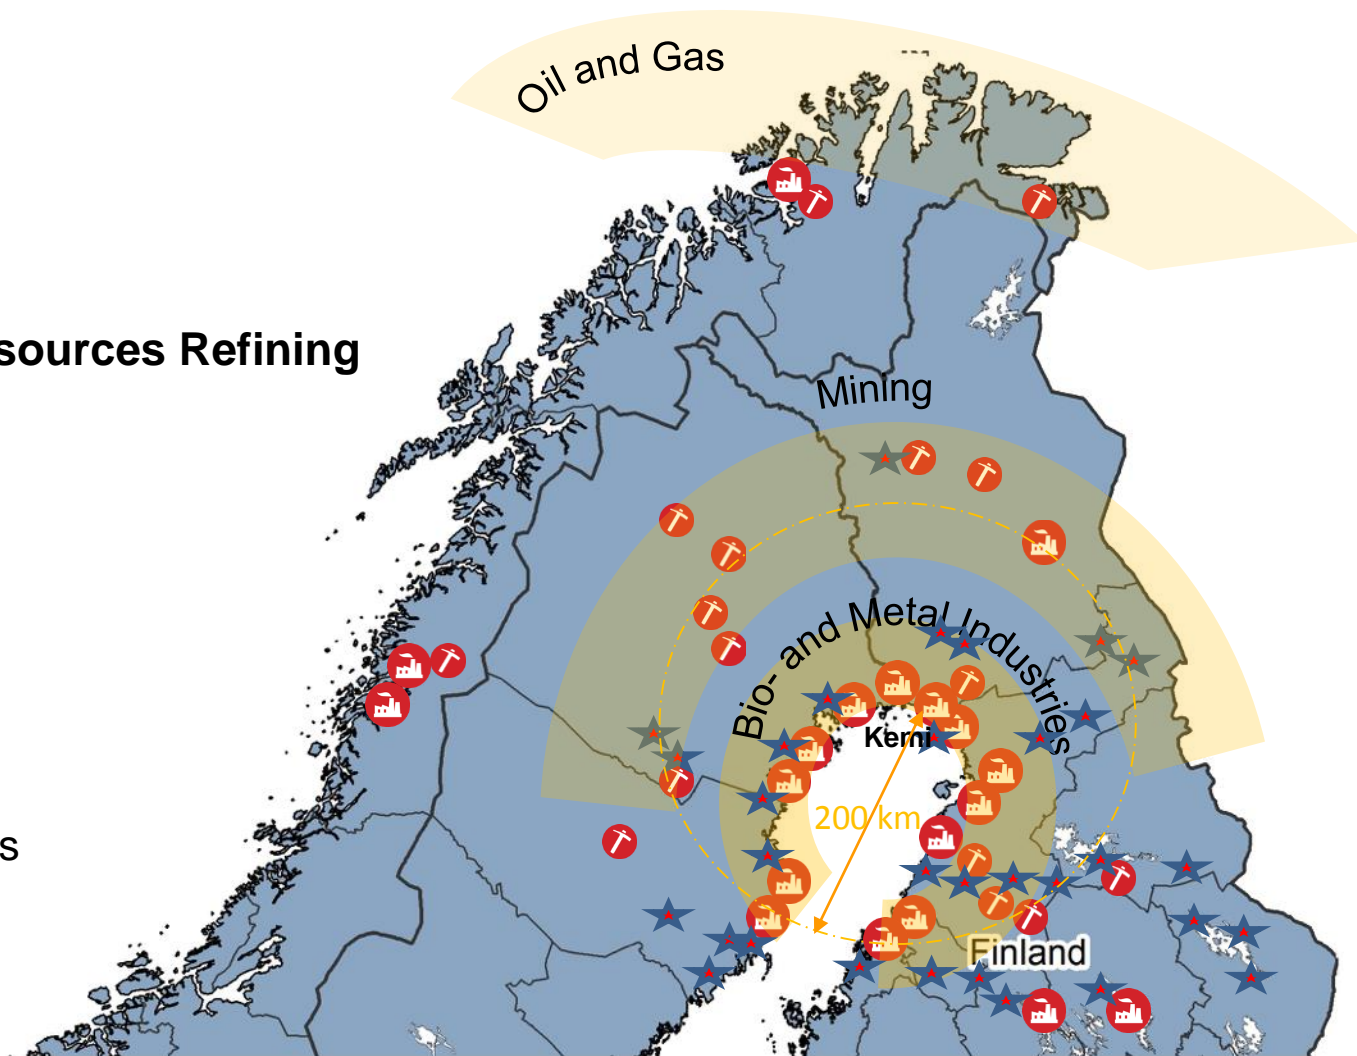 Oil and Gas
sources Refining
Mining
Bio- and Metal Industries
Kemi
200 km
s
Finland